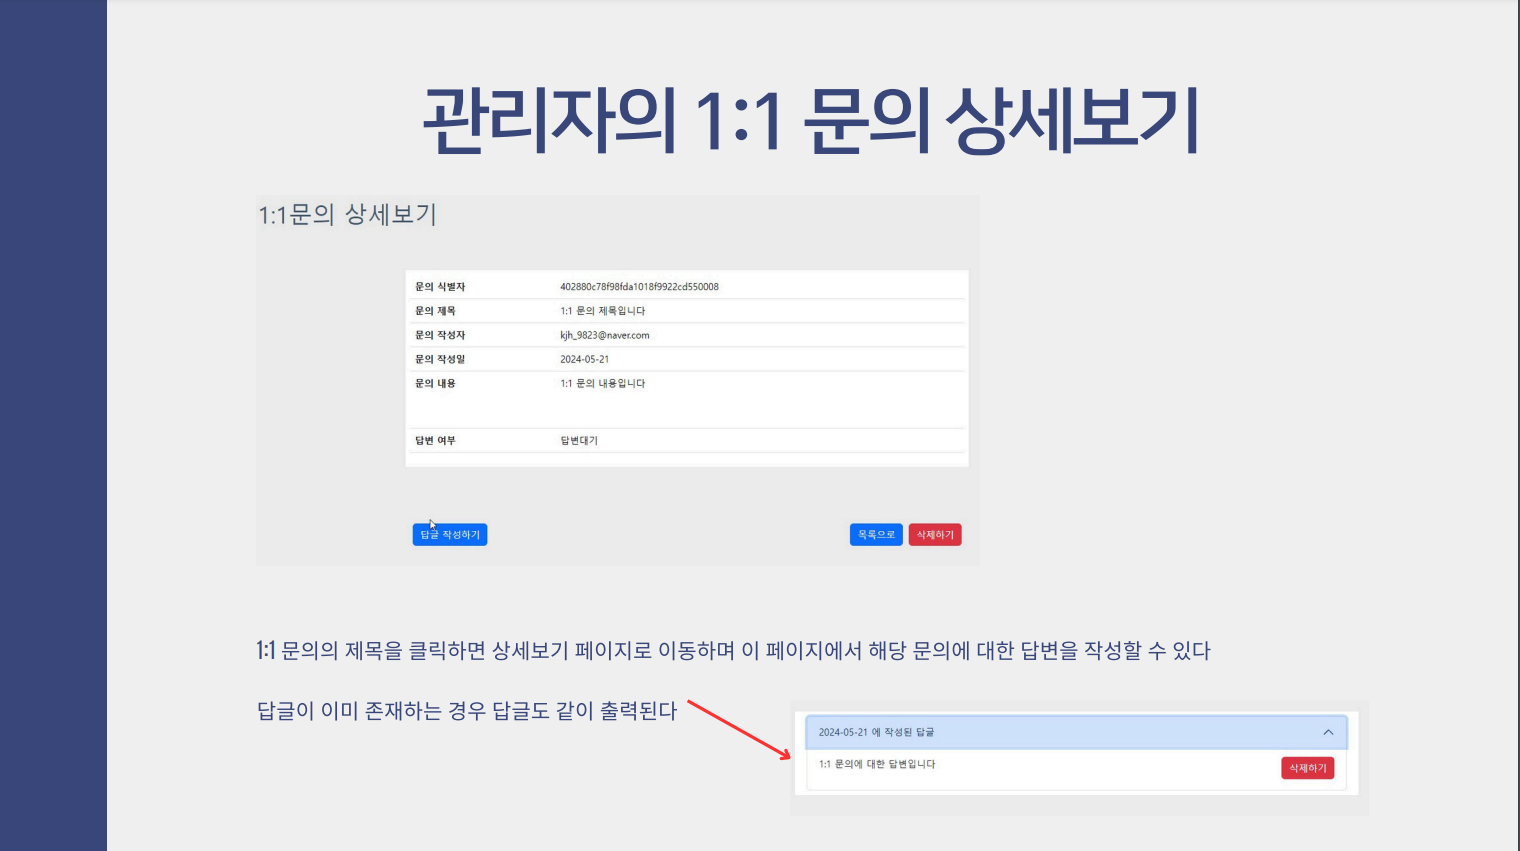 관리자의 1:1 문의 상세보기
1:1문의 상세보기
문의 식별자 402880c78f98fda1018f9922cd550008
문의 제목 1:1 문의 제목입니다
문의 작성자 kjh_9823@naver.com
문의 작성일 2024-05-21
문의 내용 1:1 문의 내용입니다
답변 여부 답변대기
답글 작성하기 목록으로 삭제하기
1:1 문의의 제목을 클릭하면 상세보기 페이지로 이동하며 이 페이지에서 해당 문의에 대한 답변을 작성할 수 있다
답글이 이미 존재하는 경우 답글도 같이 출력된다
2024-05-21 에 작성된 답글
1:1 문의에 대한 답변입니다 삭제하기